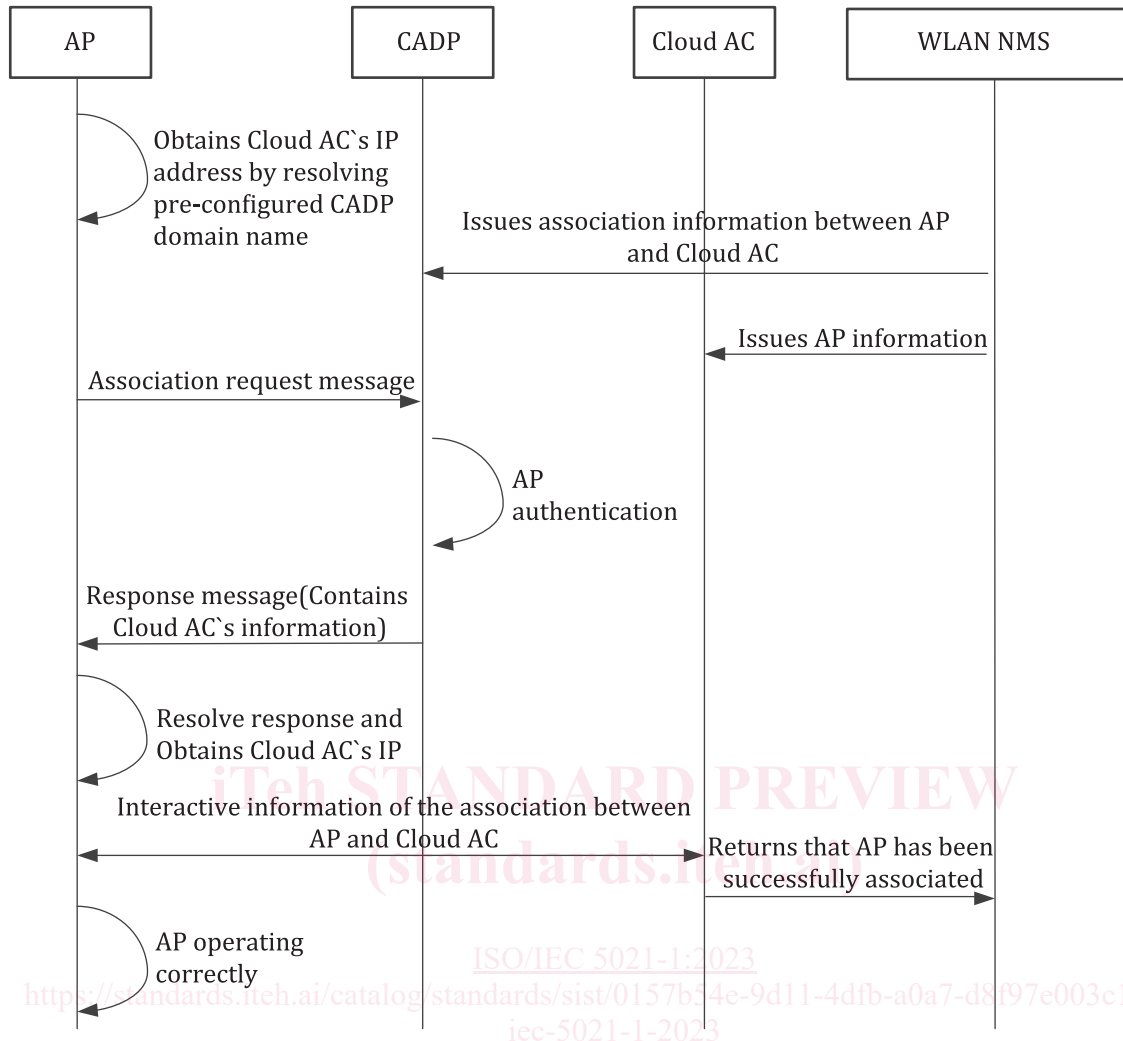 AP
CADP
Cloud AC
WLAN NMS
Obtains Cloud AC`s IP
address by resolving
pre-configured CADP
domain name
Issues association information between AP
and Cloud AC
Issues AP information
Association request message
AP
authentication
Response message(Contains
Cloud AC`s information)
Resolve response and
Obtains Cloud AC`s IP
iTeh STANDARD PREVIEW
Interactive information of the association between
AP and Cloud AC
(standards.iteh.ai)
Returns that AP has been
successfully associated
AP operating
correctly
ISO/IEC 5021-1:2023
https://standards.iteh.ai/catalog/standards/sist/0157b54e-9d11-4dfb-a0a7-d8f97e003c1
iec-5021-1-2023